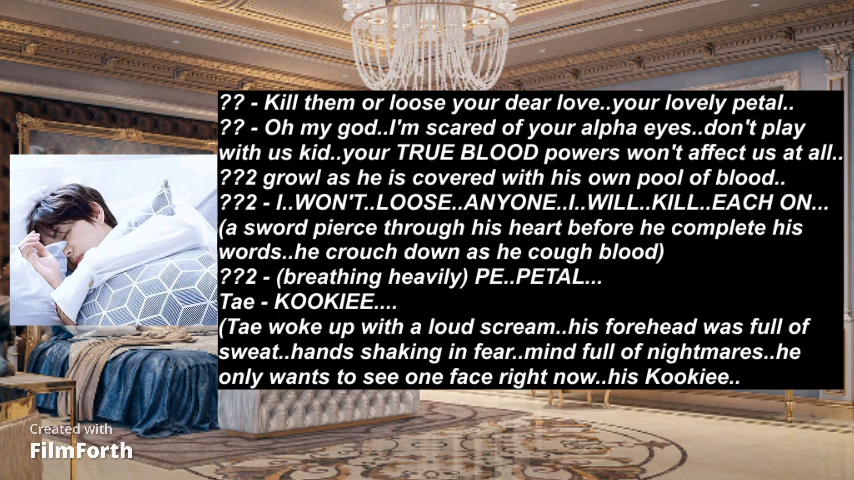 ?? - Kill them or loose your dear love..your lovely petal..
?? - Oh my god..I'm scared of your alpha eyes..don't play
with us kid..your TRUE BLOOD powers won't affect us at all..
??2 growl as he is covered with his own pool of blood..
??2 - I..WON'T..LOOSE..ANYONE..I..WILL..KILL..EACH ON...
(a sword pierce through his heart before he complete his
words..he crouch down as he cough blood)
??2 - (breathing heavily) PE..PETAL...
Tae - KOOKIEE....
(Tae woke up with a loud scream..his forehead was full of
sweat..hands shaking in fear..mind full of nightmares..he
only wants to see one face right now..his Kookiee..
Created with
FilmForth